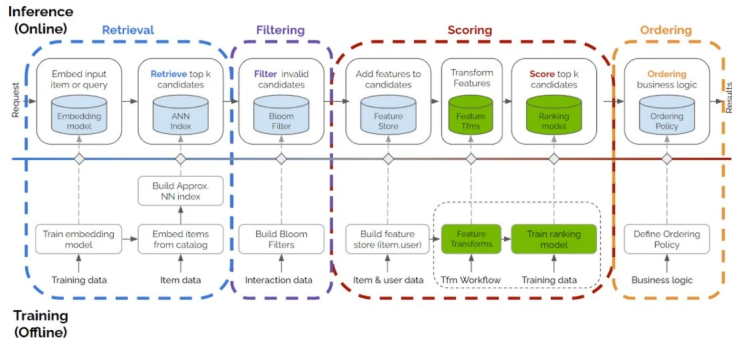 Inference
(Online)
Retrieval
Filtering
Scoring
Ordering
Request
Embed input
item or query
Embedding
model
Retrieve top k
candidates
ANN
Index
Filter invalid
candidates
Bloom
Filter
Add features to
candidates
Feature
Store
Transform
Features
Feature
Tfms
Score top k
candidates
Ranking
model
Ordering
business logic
Ordering
Policy
Results
Build Approx.
NN index
Train embedding
model
Embed items
from catalog
Build Bloom
Filters
Build feature
store (item,user)
Feature
Transforms
Train ranking
model
Define Ordering
Policy
Training data
Item data
Interaction data
Item & user data
Tfm Workflow
Training data
Business logic
Training
(Offline)